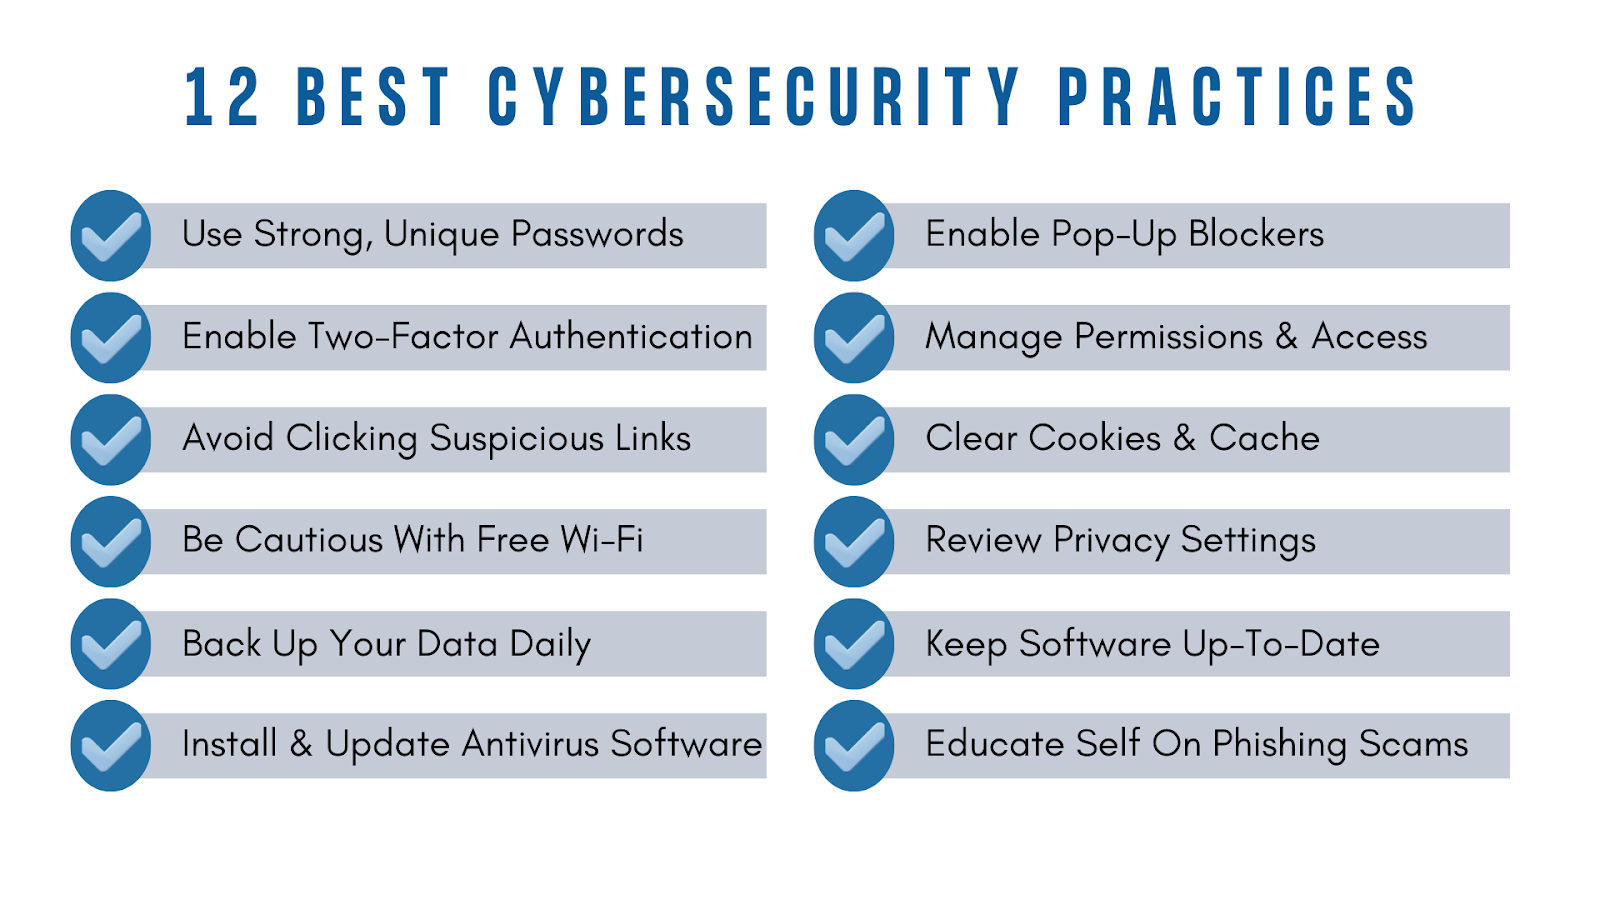 12 BEST CYBERSECURITY PRACTICES
Use Strong, Unique Passwords
Enable Two-Factor Authentication
Avoid Clicking Suspicious Links
Be Cautious With Free Wi-Fi
Back Up Your Data Daily
Install & Update Antivirus Software
Enable Pop-Up Blockers
Manage Permissions & Access
Clear Cookies & Cache
Review Privacy Settings
Keep Software Up-To-Date
Educate Self On Phishing Scams